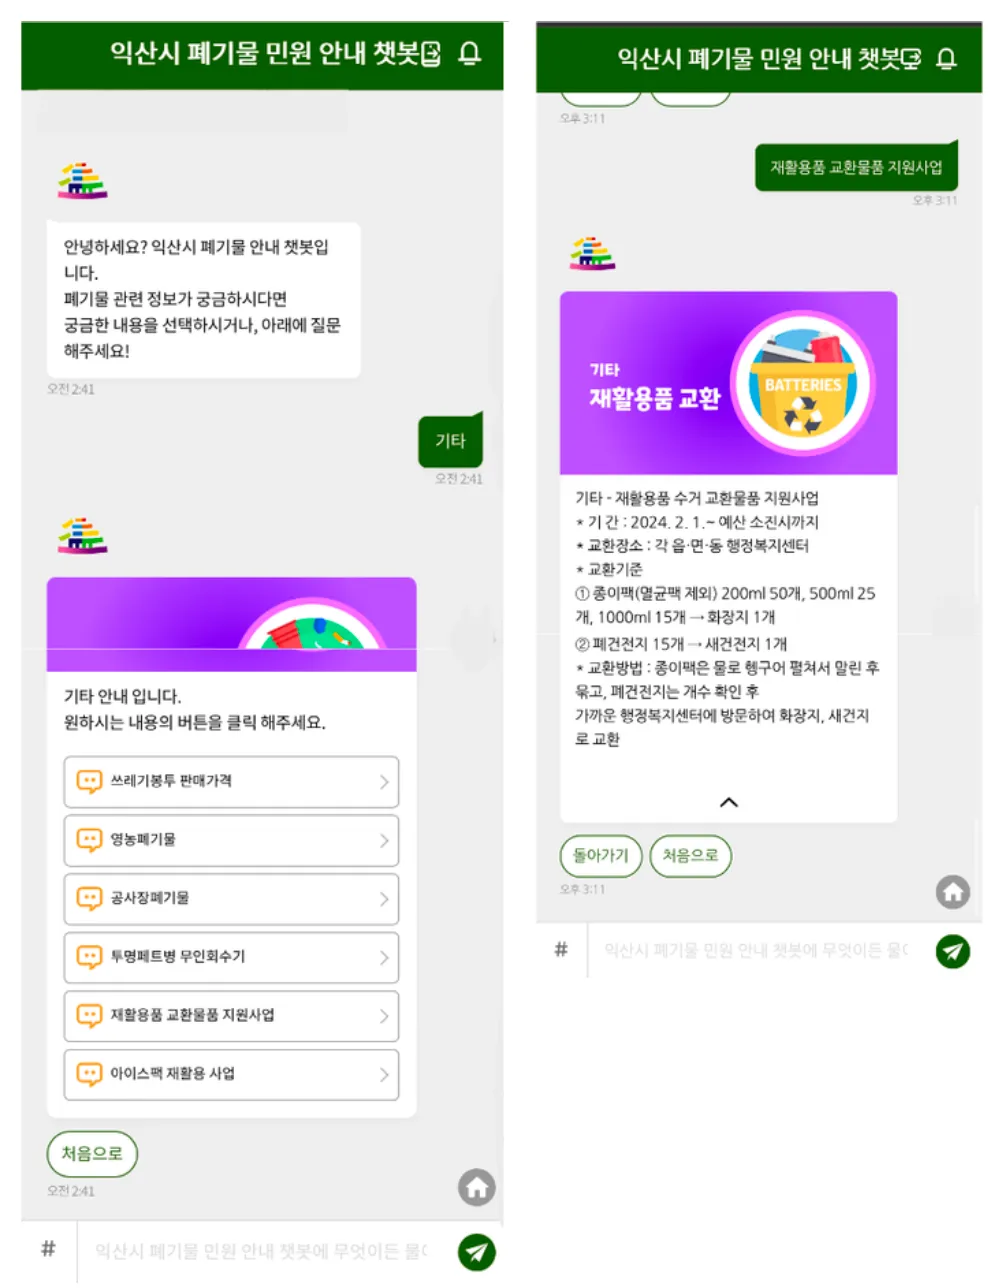 익산시 폐기물 민원 안내 챗봇
안녕하세요? 익산시 폐기물 안내 챗봇입
니다.
폐기물 관련 정보가 궁금하시다면
궁금한 내용을 선택하시거나, 아래에 질문
해주세요!
오전 2:41
기타
오전 2:41
기타 안내 입니다.
원하시는 내용의 버튼을 클릭 해주세요.
쓰레기봉투 판매가격
영농폐기물
공사장폐기물
투명페트병 무인회수기
재활용품 교환물품 지원사업
아이스팩 재활용 사업
처음으로
오전 2:41
# 익산시 폐기물 민원 안내 챗봇에 무엇이든 물
익산시 폐기물 민원 안내 챗봇
오후 3:11
재활용품 교환물품 지원사업
오후 3:11
기타
재활용품 교환
BATTERIES
기타 - 재활용품 수거 교환물품 지원사업
* 기 간 : 2024. 2. 1.~ 예산 소진시까지
* 교환장소 : 각 읍·면·동 행정복지센터
* 교환기준
① 종이팩(멸균팩 제외) 200ml 50개, 500ml 25
개, 1000ml 15개 → 화장지 1개
② 폐건전지 15개 → 새건전지 1개
* 교환방법 : 종이팩은 물로 헹구어 펼쳐서 말린 후
묶고, 폐건전지는 개수 확인 후
가까운 행정복지센터에 방문하여 화장지, 새건지
로 교환
돌아가기 처음으로
오후 3:11
# 익산시 폐기물 민원 안내 챗봇에 무엇이든 물